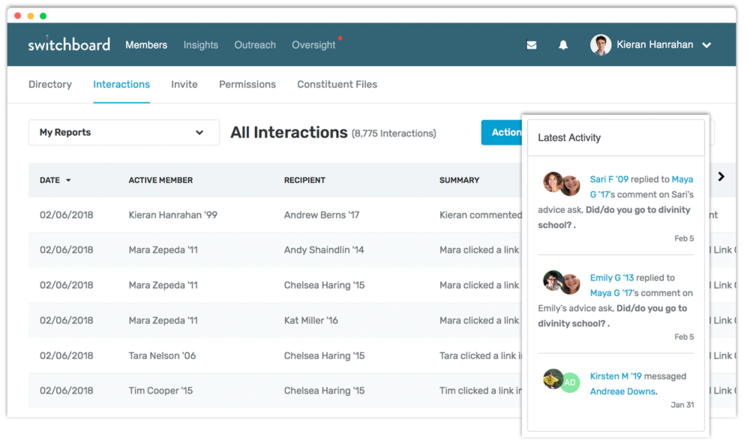 switchboard Members Insights Outreach Oversight Kieran Hanrahan
Directory Interactions Invite Permissions Constituent Files
My Reports All Interactions (8,775 Interactions) Action
DATE ACTIVE MEMBER RECIPIENT SUMMARY
02/06/2018 Kieran Hanrahan '99 Andrew Berns '17 Kieran commented
02/06/2018 Mara Zepeda '11 Andy Shaindlin '14 Mara clicked a link Link
02/06/2018 Mara Zepeda '11 Chelsea Haring '15 Mara clicked a link Link
02/06/2018 Mara Zepeda '11 Kat Miller '16 Mara clicked a link Link
02/06/2018 Tara Nelson '06 Chelsea Haring '15 Tara clicked a link in Link
02/06/2018 Tim Cooper '15 Chelsea Haring '15 Tim clicked a link in Link
Latest Activity
Sari F '09 replied to Maya
G '17's comment on Sari's
advice ask, Did/do you go to divinity
school? .
Feb 5
Emily G '13 replied to
Maya G '17's comment on
Emily's advice ask, Did/do you go to
divinity school? .
Feb 5
AD
Kirsten M '19 messaged
Andreae Downs.
Jan 31